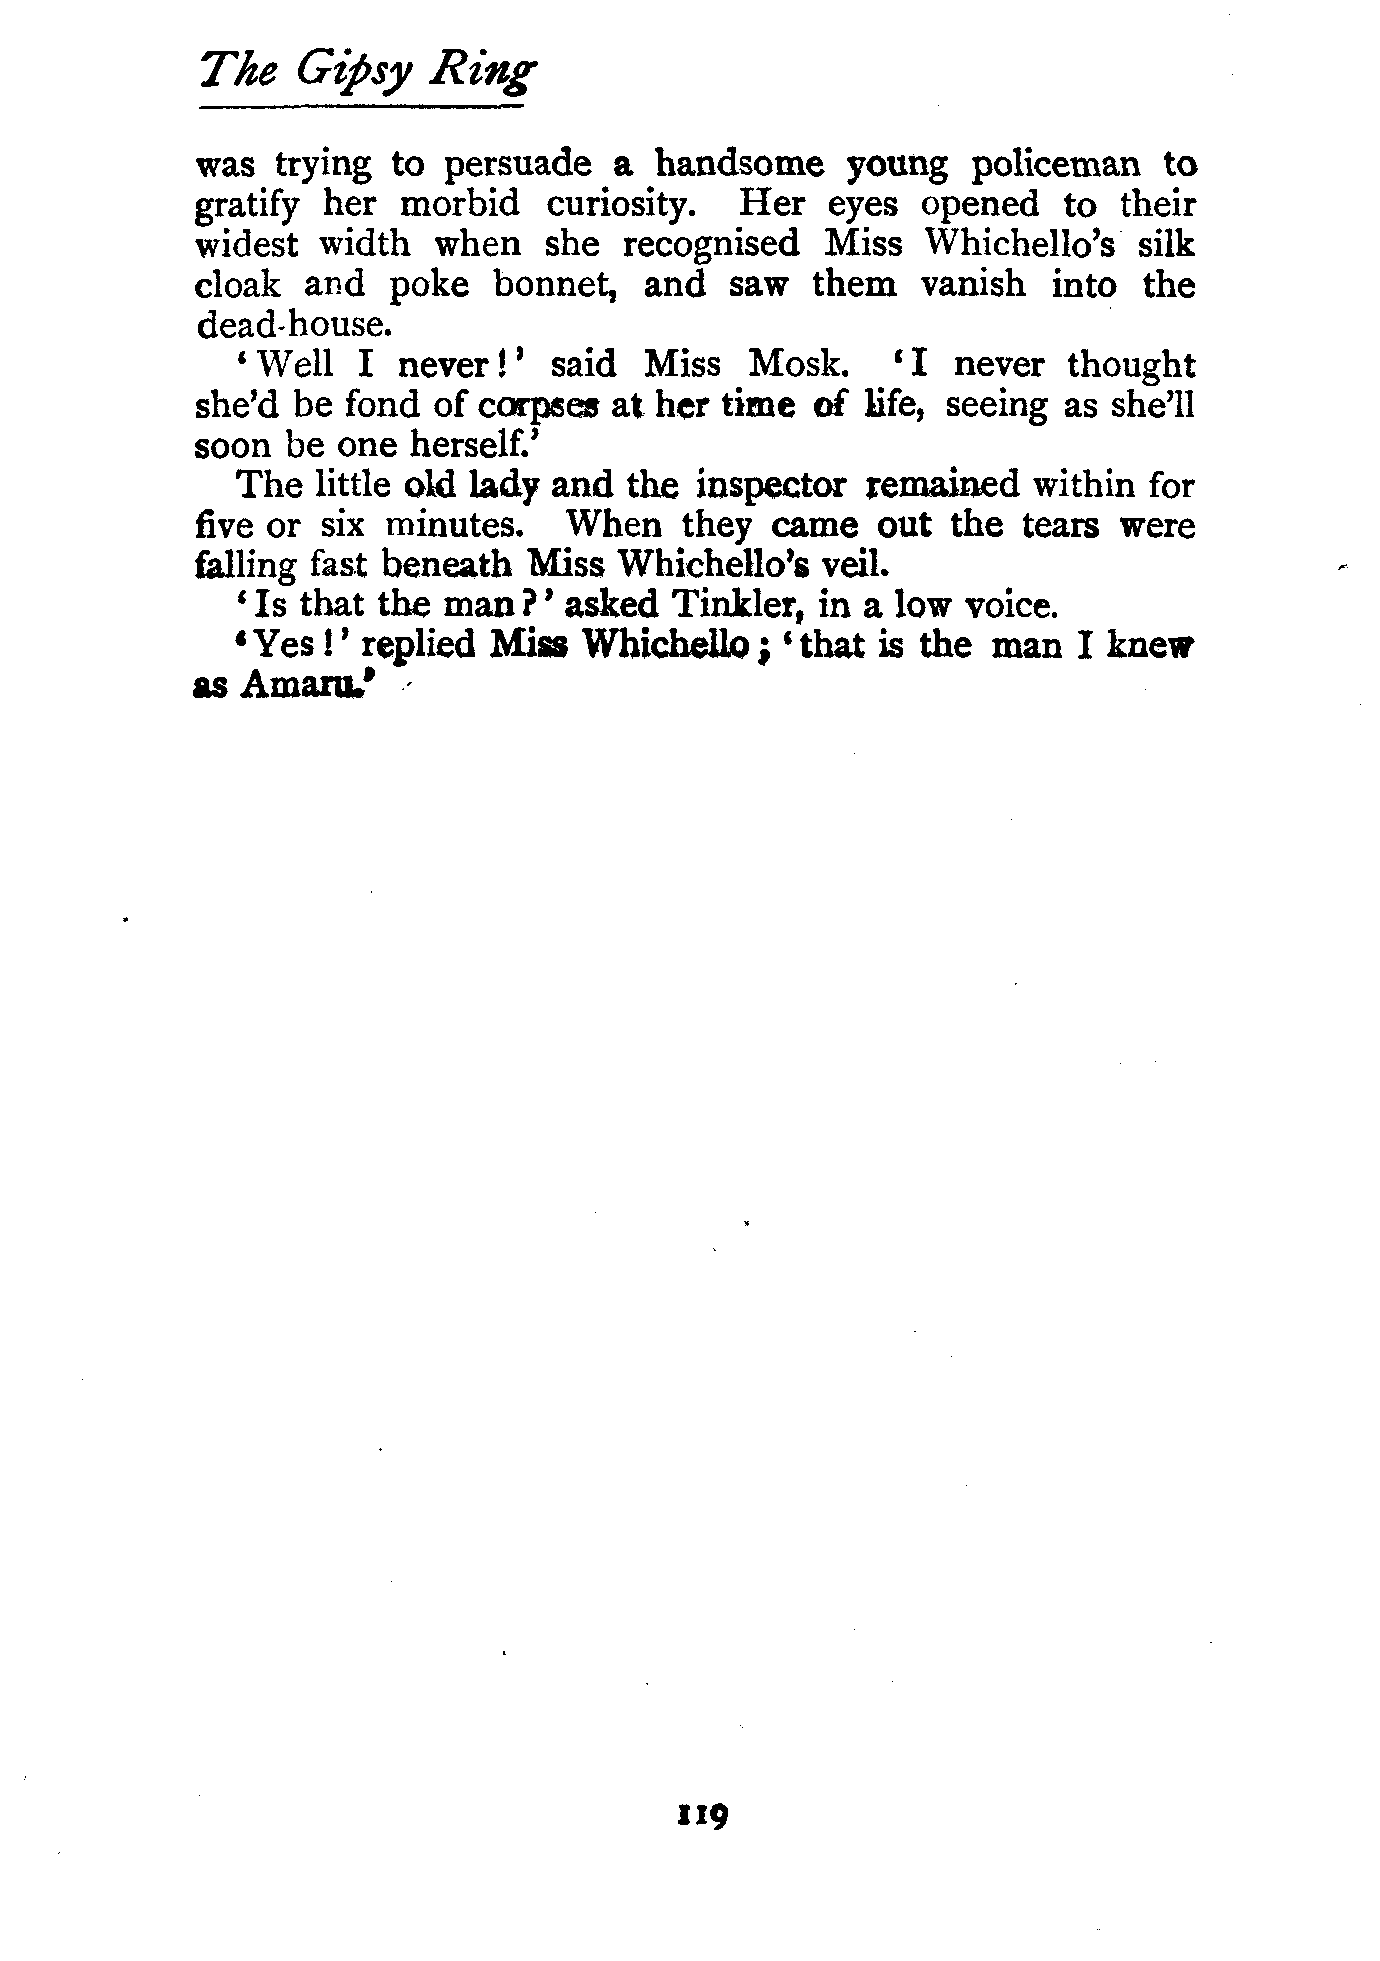 The Gipsy Ring
was trying to persuade a handsome young policeman to
gratify her morbid curiosity. Her eyes opened to their
widest width when she recognised Miss Whichello's silk
cloak and poke bonnet, and saw them vanish into the
dead-house.
‘Well I never!’ said Miss Mosk. ‘I never thought
she'd be fond of corpses at her time of life, seeing as she'll
soon be one herself.’
The little old lady and the inspector remained within for
five or six minutes. When they came out the tears were
falling fast beneath Miss Whichello's veil.
‘Is that the man?’ asked Tinkler, in a low voice.
‘Yes!’ replied Miss Whichello; ‘that is the man I knew
as Amaru.’
119